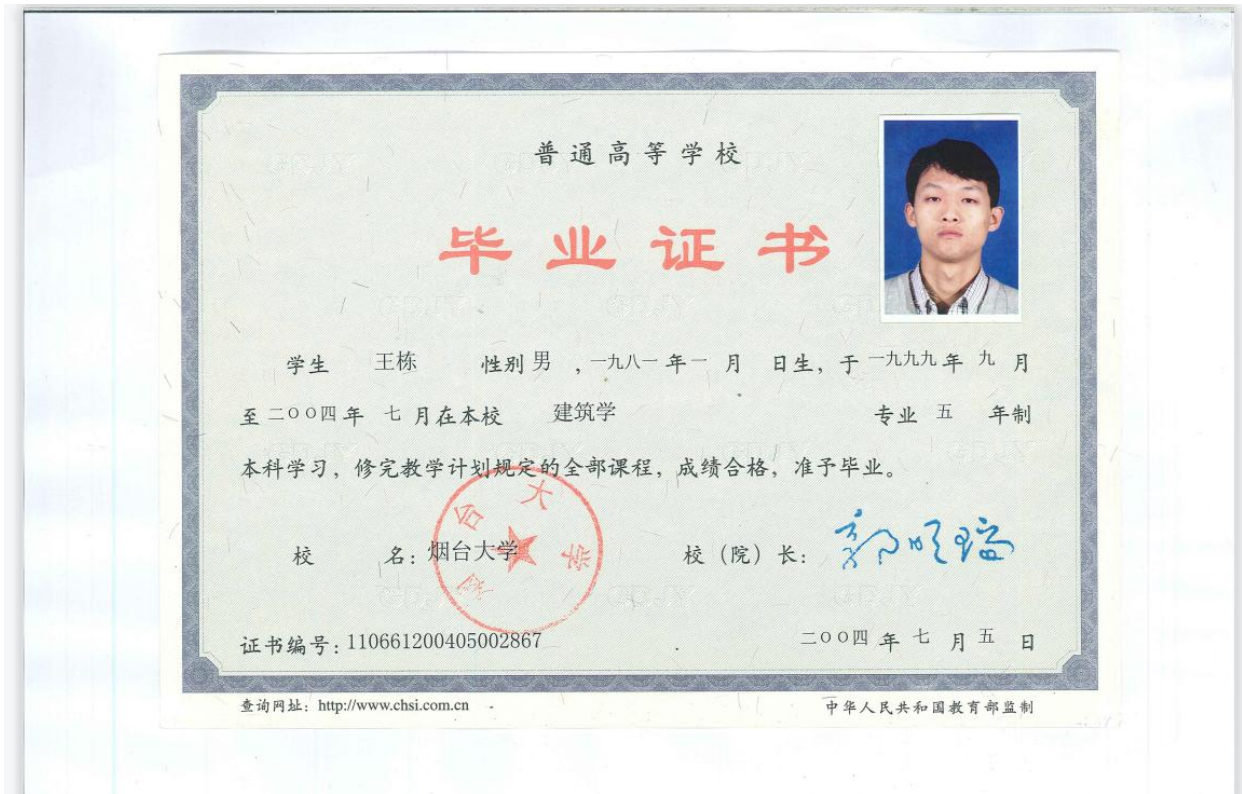 普通高等学校
毕业证书
学生 王栋 性别 男 ，一九八一 年 一 月 日生，于 一九九九 年 九 月
至 二○○四 年 七 月在本校 建筑学 专业 五 年制
本科学习，修完教学计划规定的全部课程，成绩合格，准予毕业。
烟台大学
校 名：烟台大学 校（院）长：
证书编号：110661200405002867 二○○四 年 七 月 五 日
查询网址：http://www.chsi.com.cn 中华人民共和国教育部监制